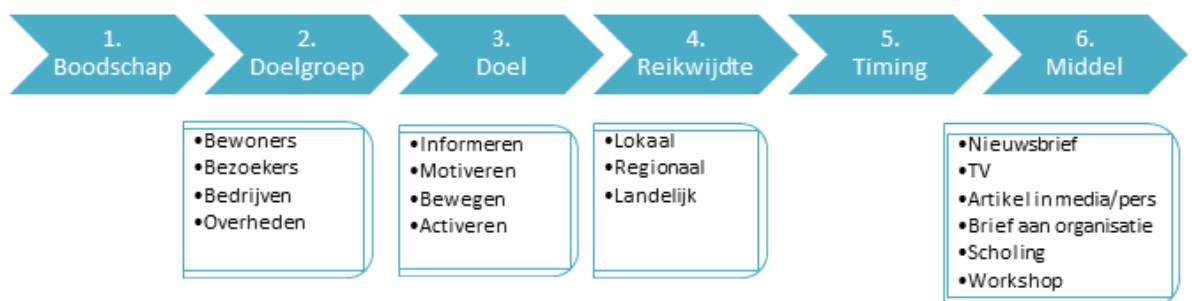 1.
Boodschap
2.
Doelgroep
3.
Doel
4.
Reikwijdte
5.
Timing
6.
Middel
•Bewoners
•Bezoekers
•Bedrijven
•Overheden
•Informeren
•Motiveren
•Bewegen
•Activeren
•Lokaal
•Regionaal
•Landelijk
•Nieuwsbrief
•TV
•Artikel in media/pers
•Brief aan organisatie
•Scholing
•Workshop